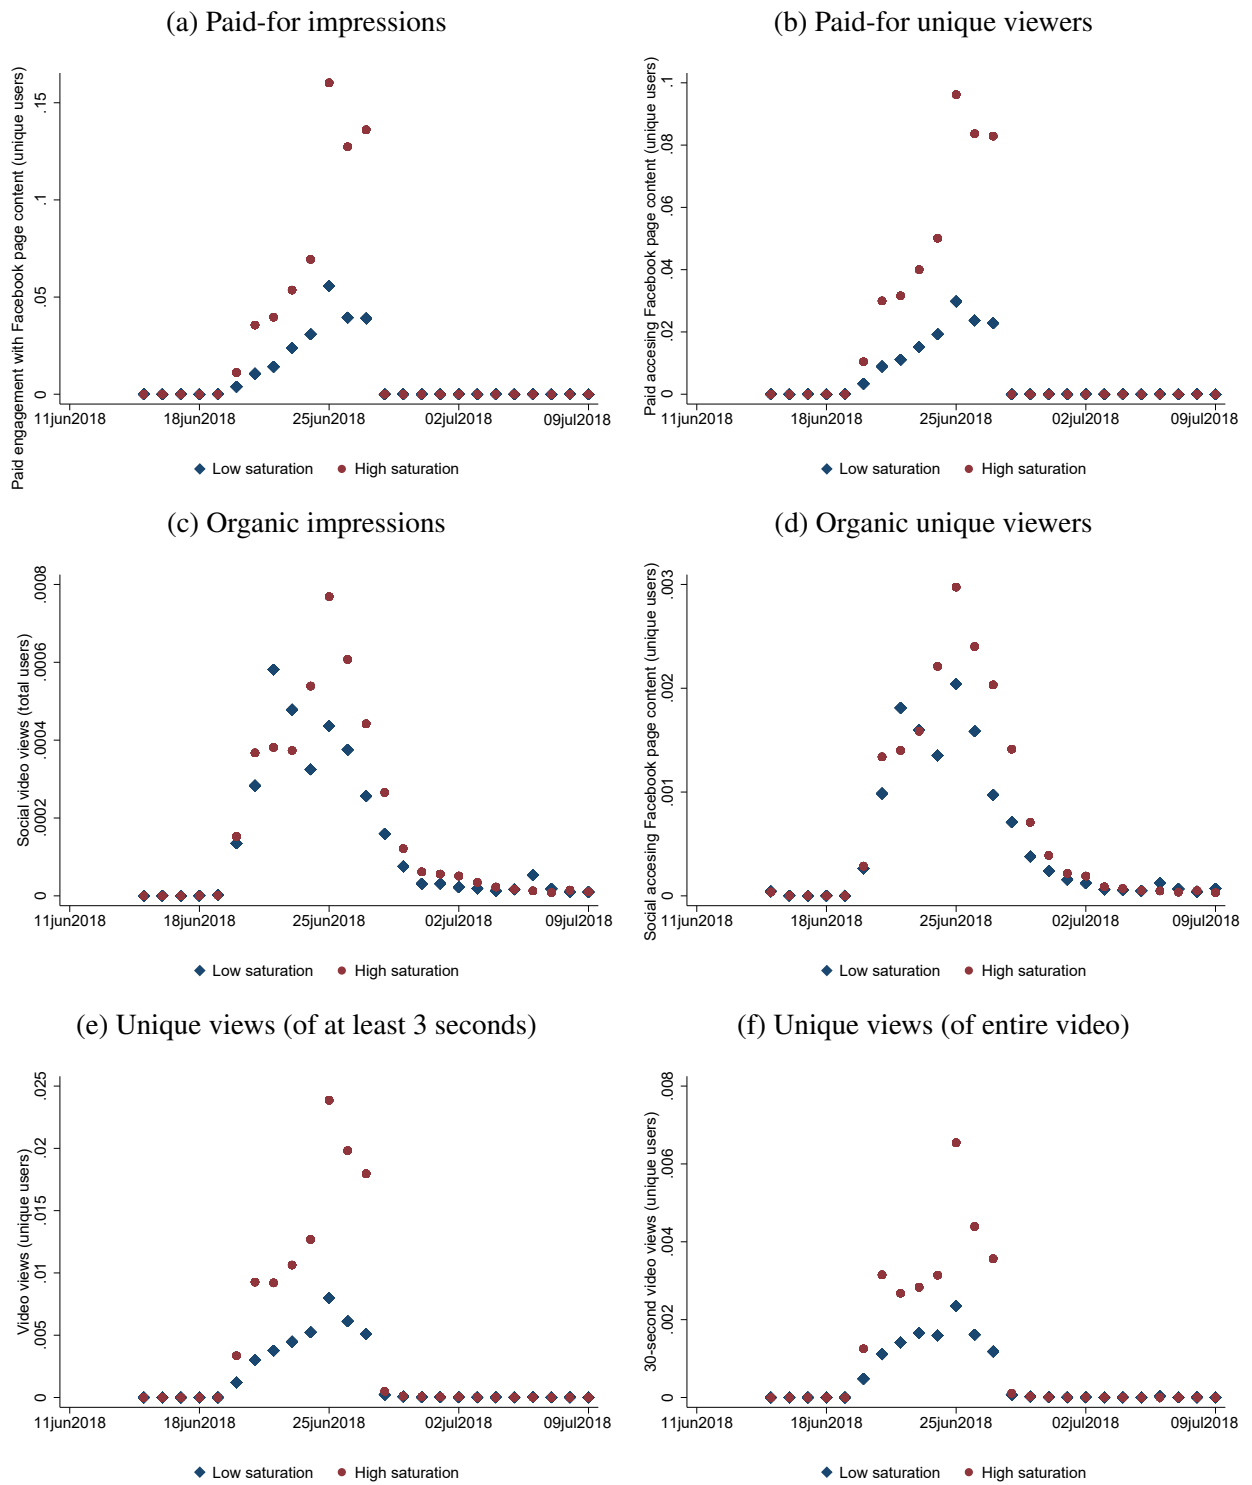 (a) Paid-for impressions
Paid engagement with Facebook page content (unique users)
.15
.1
.05
0
11jun2018 18jun2018 25jun2018 02jul2018 09jul2018
Low saturation High saturation
(b) Paid-for unique viewers
Paid accesing Facebook page content (unique users)
.1
.08
.06
.04
.02
0
11jun2018 18jun2018 25jun2018 02jul2018 09jul2018
Low saturation High saturation
(c) Organic impressions
Social video views (total users)
.0008
.0006
.0004
.0002
0
11jun2018 18jun2018 25jun2018 02jul2018 09jul2018
Low saturation High saturation
(d) Organic unique viewers
Social accesing Facebook page content (unique users)
.003
.002
.001
0
11jun2018 18jun2018 25jun2018 02jul2018 09jul2018
Low saturation High saturation
(e) Unique views (of at least 3 seconds)
Video views (unique users)
.025
.02
.015
.01
.005
0
11jun2018 18jun2018 25jun2018 02jul2018 09jul2018
Low saturation High saturation
(f) Unique views (of entire video)
30-second video views (unique users)
.008
.006
.004
.002
0
11jun2018 18jun2018 25jun2018 02jul2018 09jul2018
Low saturation High saturation